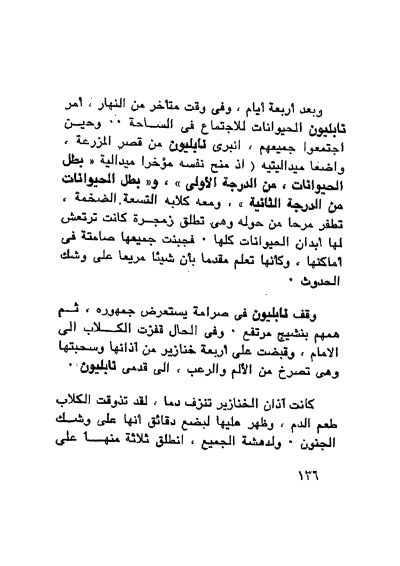 وبعد أربعة أيام ، وفى وقت متأخر من النهار ، أمر
نابليون الحيوانات للاجتماع فى الساحة ٠٠ وحين
اجتمعوا جميعهم ، انبرى نابليون من قصر المزرعة ،
واضعا ميداليتيه ( اذ منح نفسه مؤخرا ميدالية « بطل
الحيوانات ، من الدرجة الأولى » ، و« بطل الحيوانات
من الدرجة الثانية » ، ومعه كلابه التسعة الضخمة ،
تطفر مرحا من حوله وهى تطلق زمجرة كانت ترتعش
لها أبدان الحيوانات كلها ٠ فجبنت جميعها صامتة فى
أماكنها ، وكأنها تعلم مقدما بأن شيئا مريعا على وشك
الحدوث ٠
وقف نابليون فى صرامة يستعرض جمهوره ، ثم
همهم بنشيج مرتفع ٠ وفى الحال قفزت الكلاب الى
الامام ، وقبضت على أربعة خنازير من آذانها وسحبتها
وهى تصرخ من الألم والرعب ، الى قدمى نابليون ٠
كانت آذان الخنازير تنزف دما ، لقد تذوقت الكلاب
طعم الدم ، وظهر عليها لبضع دقائق أنها على وشك
الجنون ٠ ولدهشة الجميع ، انطلق ثلاثة منها على
١٣٦